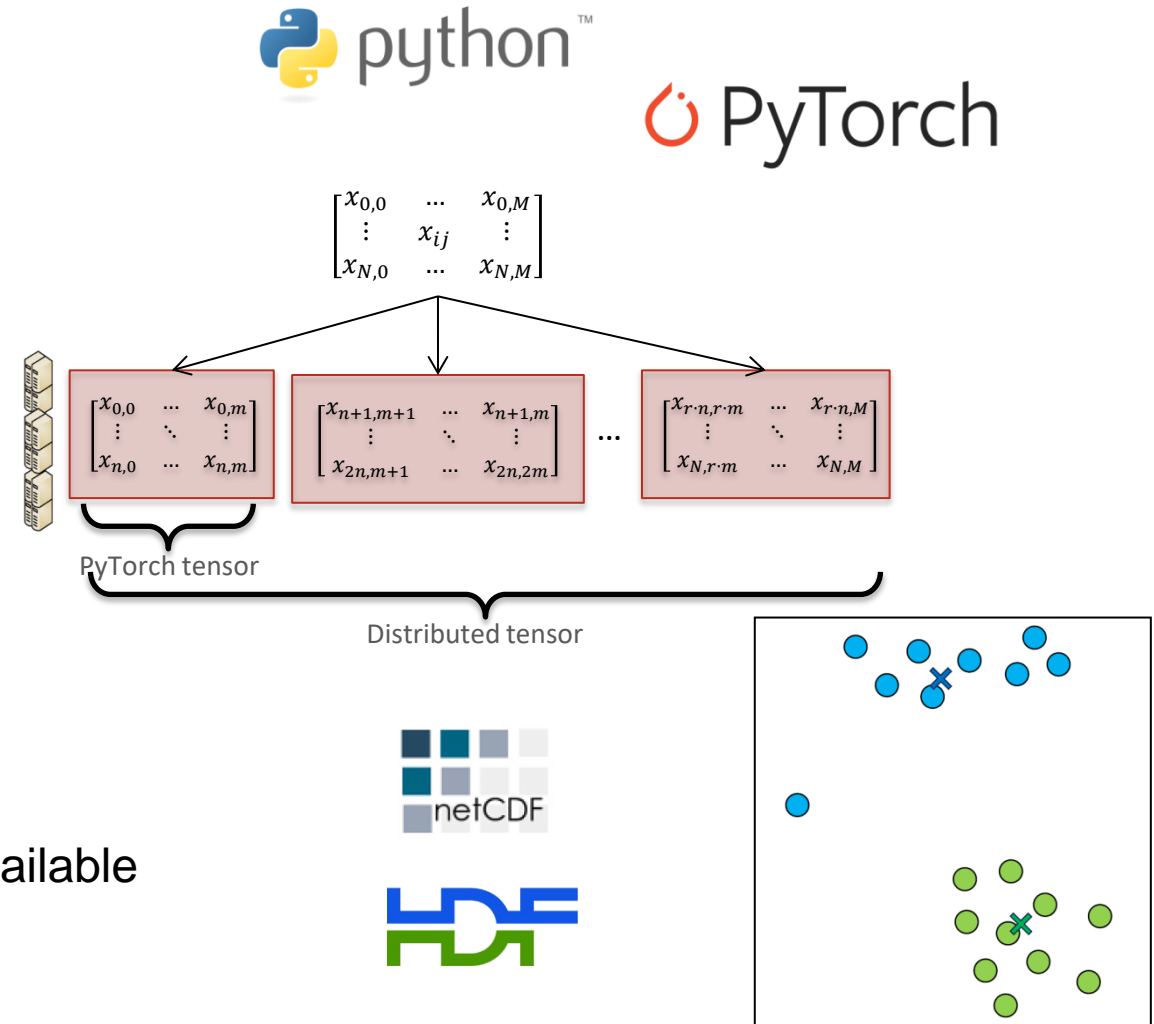 python™
PyTorch
x0,0 ... x0,M
⋮ xij ⋮
xN,0 ... xN,M
x0,0 ... x0,m
⋮ ⋱ ⋮
xn,0 ... xn,m
xn+1,m+1 ... xn+1,m
⋮ ⋱ ⋮
x2n,m+1 ... x2n,2m
...
xr·n,r·m ... xr·n,M
⋮ ⋱ ⋮
xN,r·m ... xN,M
PyTorch tensor
Distributed tensor
netCDF
ailable
HDF